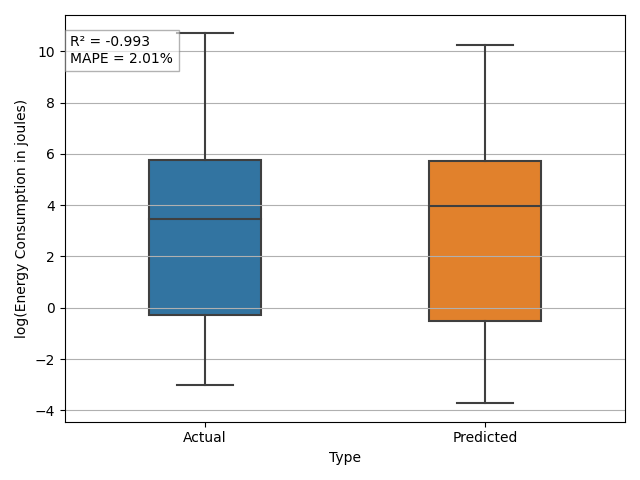 R² = -0.993
MAPE = 2.01%
10
8
6
4
2
0
−2
−4
log(Energy Consumption in joules)
Actual
Predicted
Type